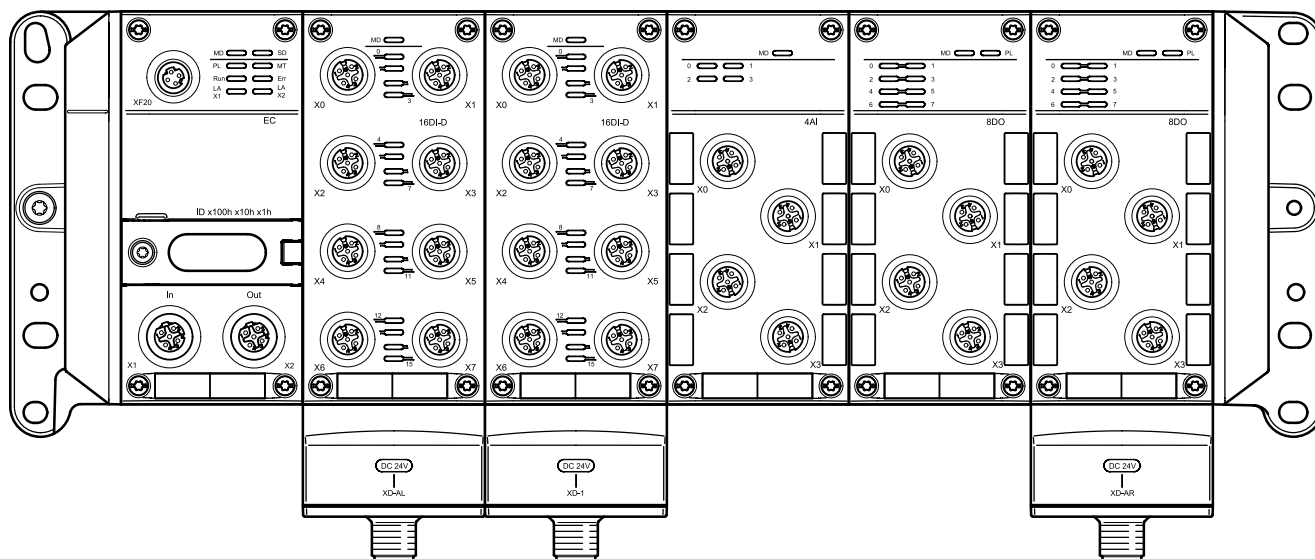 MD SD
PL MT
Run Err
LA LA
X1 X2
XF20
EC
ID x100h x10h x1h
In Out
X1 X2
MD
0
3
X0 X1
16DI-D
4
7
X2 X3
8
11
X4 X5
12
15
X6 X7
DC 24V
XD-AL
MD
0
3
X0 X1
16DI-D
4
7
X2 X3
8
11
X4 X5
12
15
X6 X7
DC 24V
XD-1
MD
0 1
2 3
4AI
X0
X1
X2
X3
MD PL
0 1
2 3
4 5
6 7
8DO
X0
X1
X2
X3
MD PL
0 1
2 3
4 5
6 7
8DO
X0
X1
X2
X3
DC 24V
XD-AR